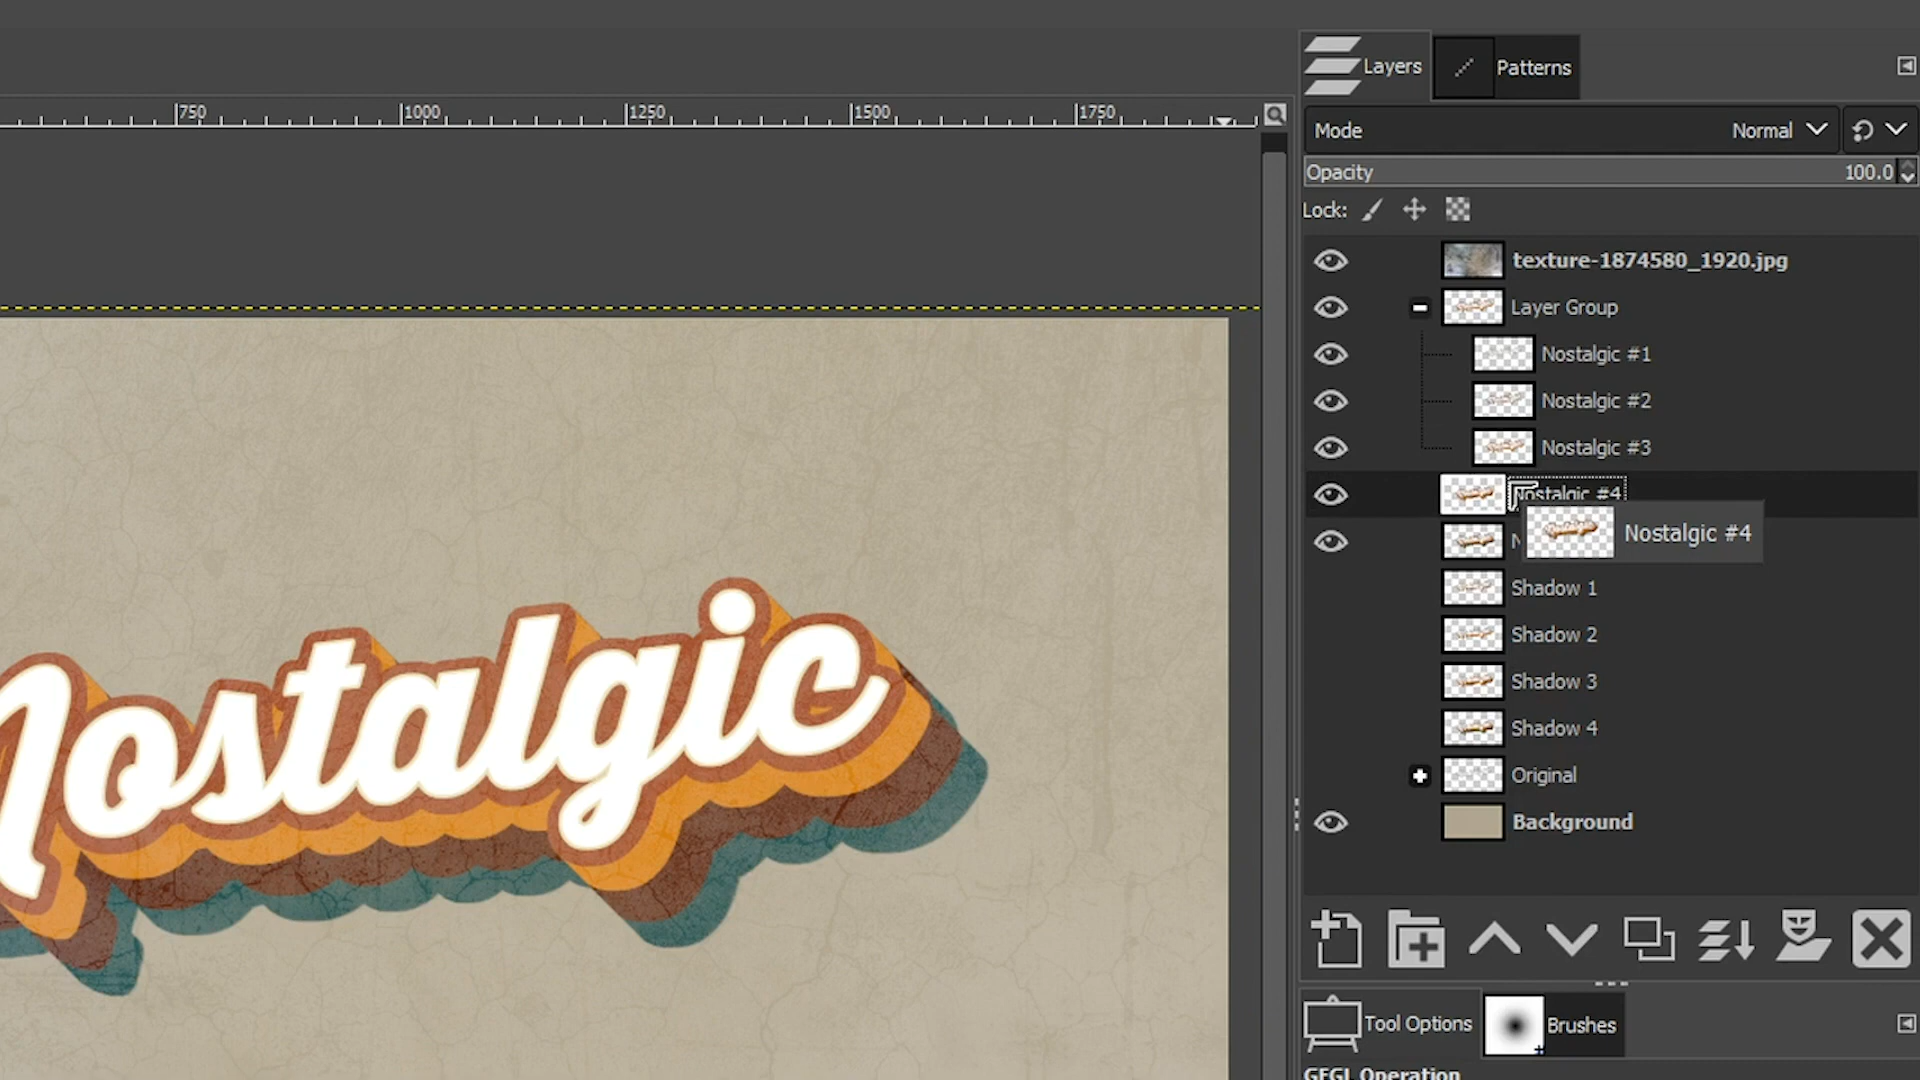 Layers Patterns
750 1000 1250 1500 1750
Mode Normal
Opacity 100.0
Lock:
texture-1874580_1920.jpg
Layer Group
Nostalgic #1
Nostalgic #2
Nostalgic #3
Nostalgic #4
N
Nostalgic #4
Shadow 1
Shadow 2
Shadow 3
Shadow 4
Original
Background
Nostalgic
Tool Options Brushes
GEGL Operation